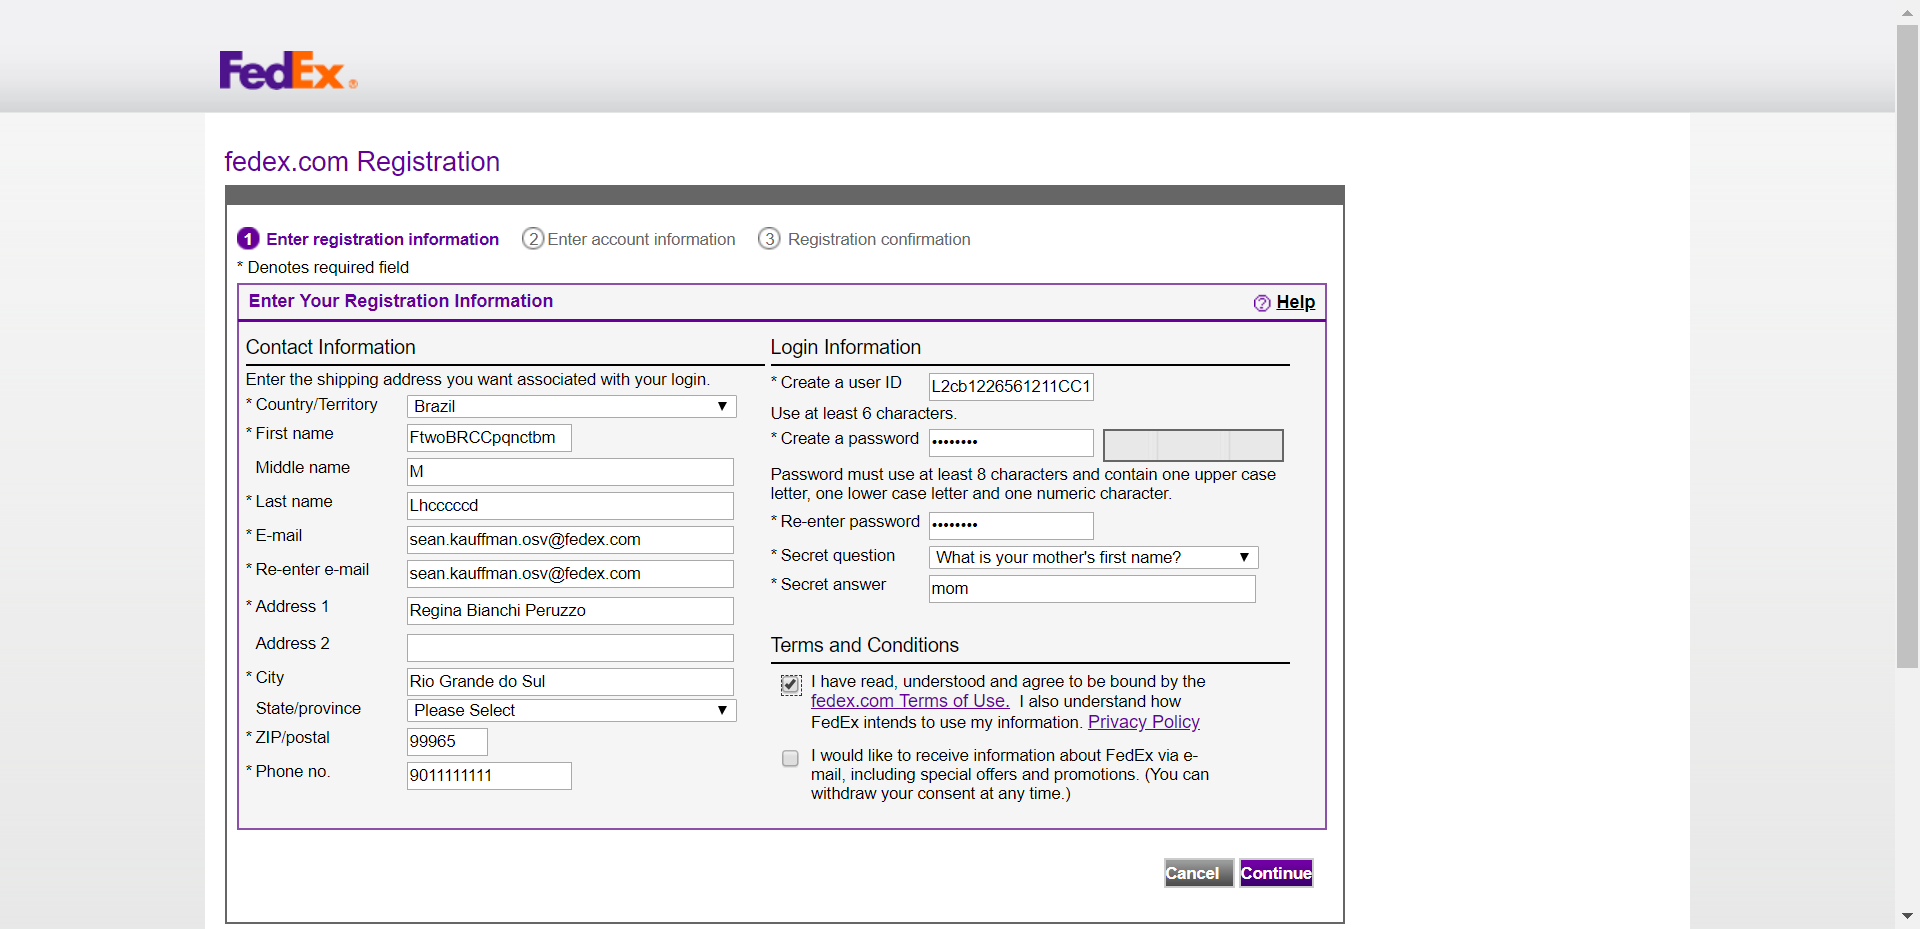 FedEx®
fedex.com Registration
1 Enter registration information 2 Enter account information 3 Registration confirmation
* Denotes required field
Enter Your Registration Information
? Help
Contact Information
Enter the shipping address you want associated with your login.
* Country/Territory Brazil
* First name FtwoBRCCpqnctbm
Middle name M
* Last name Lhcccccd
* E-mail sean.kauffman.osv@fedex.com
* Re-enter e-mail sean.kauffman.osv@fedex.com
* Address 1 Regina Bianchi Peruzzo
Address 2
* City Rio Grande do Sul
State/province Please Select
* ZIP/postal 99965
* Phone no. 9011111111
Login Information
* Create a user ID L2cb1226561211CC1
Use at least 6 characters.
* Create a password ••••••••
Password must use at least 8 characters and contain one upper case
letter, one lower case letter and one numeric character.
* Re-enter password ••••••••
* Secret question What is your mother's first name?
* Secret answer mom
Terms and Conditions
I have read, understood and agree to be bound by the
fedex.com Terms of Use. I also understand how
FedEx intends to use my information. Privacy Policy
I would like to receive information about FedEx via e-
mail, including special offers and promotions. (You can
withdraw your consent at any time.)
Cancel Continue